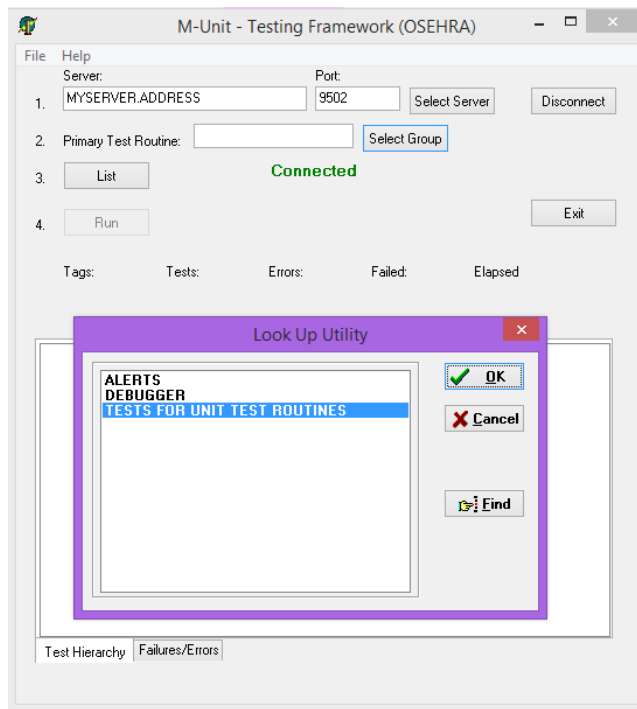 M-Unit - Testing Framework (OSEHRA)
File Help
Server: Port:
1. MYSERVER.ADDRESS 9502 Select Server Disconnect
2. Primary Test Routine: Select Group
3. List Connected
Exit
4. Run
Tags: Tests: Errors: Failed: Elapsed
Look Up Utility
ALERTS
DEBUGGER
TESTS FOR UNIT TEST ROUTINES
OK
Cancel
Find
Test Hierarchy Failures/Errors